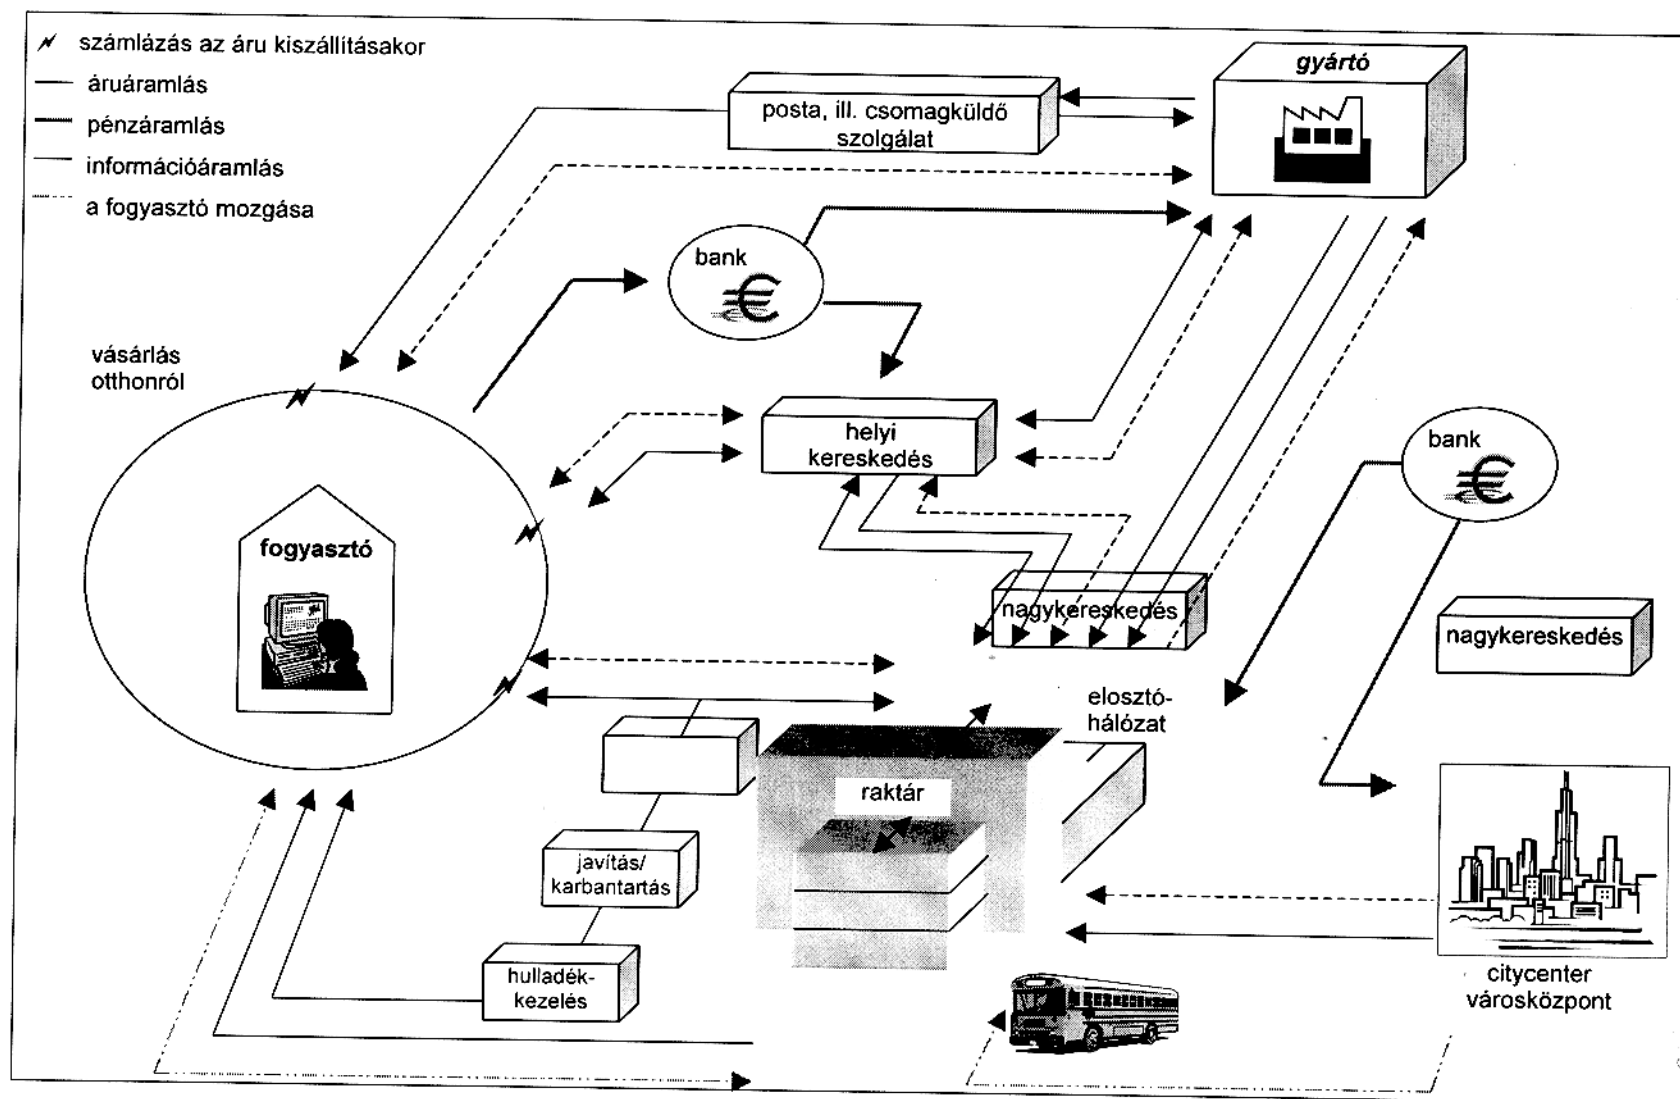 számlázás az áru kiszállításakor
áruáramlás
pénzáramlás
információáramlás
a fogyasztó mozgása
gyártó
posta, ill. csomagküldő
szolgálat
bank
vásárlás
otthonról
helyi
kereskedés
bank
fogyasztó
nagykereskedés
nagykereskedés
elosztó-
hálózat
raktár
javítás/
karbantartás
hulladék-
kezelés
citycenter
városközpont